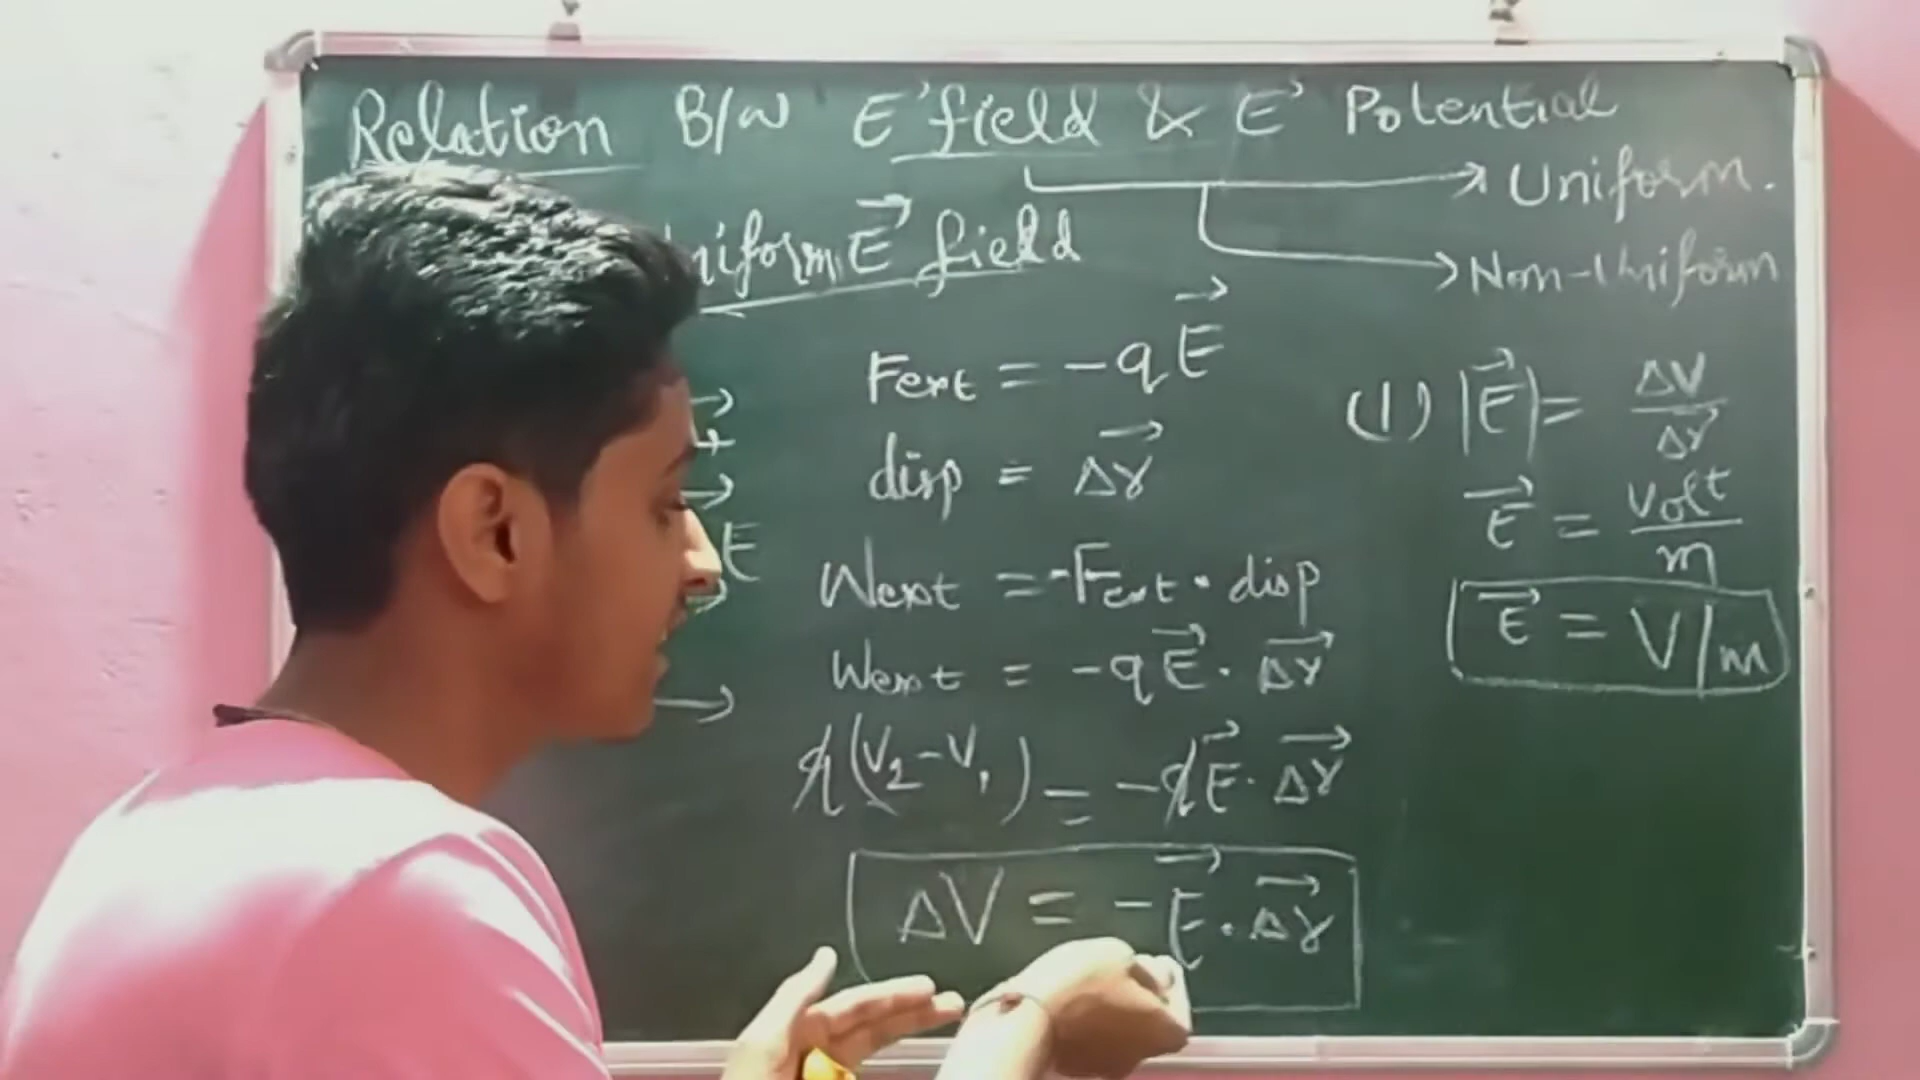 Relation B/w E' field & E' Potential
Uniform.
niform E⃗ field
Non-Uniform
Fext = -qE⃗
disp = Δr⃗
E
Wext = -Fext . disp
Wext = -qE⃗ . Δr⃗
q(V₂-V₁) = -qE⃗ . Δr⃗
ΔV = -E⃗ . Δr⃗
(1) |E⃗| = ΔV/Δr
E⃗ = volt/m
E⃗ = V/m